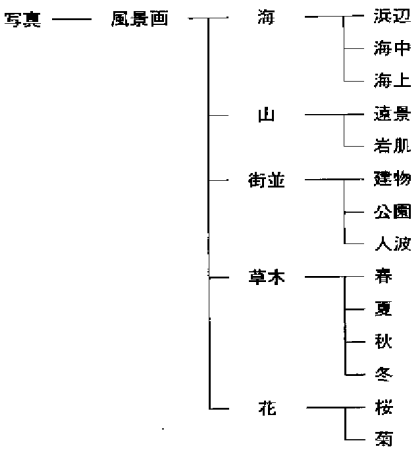 写真 風景画 海 浜辺
海中
海上
山 遠景
岩肌
街並 建物
公園
人波
草木 春
夏
秋
冬
花 桜
菊